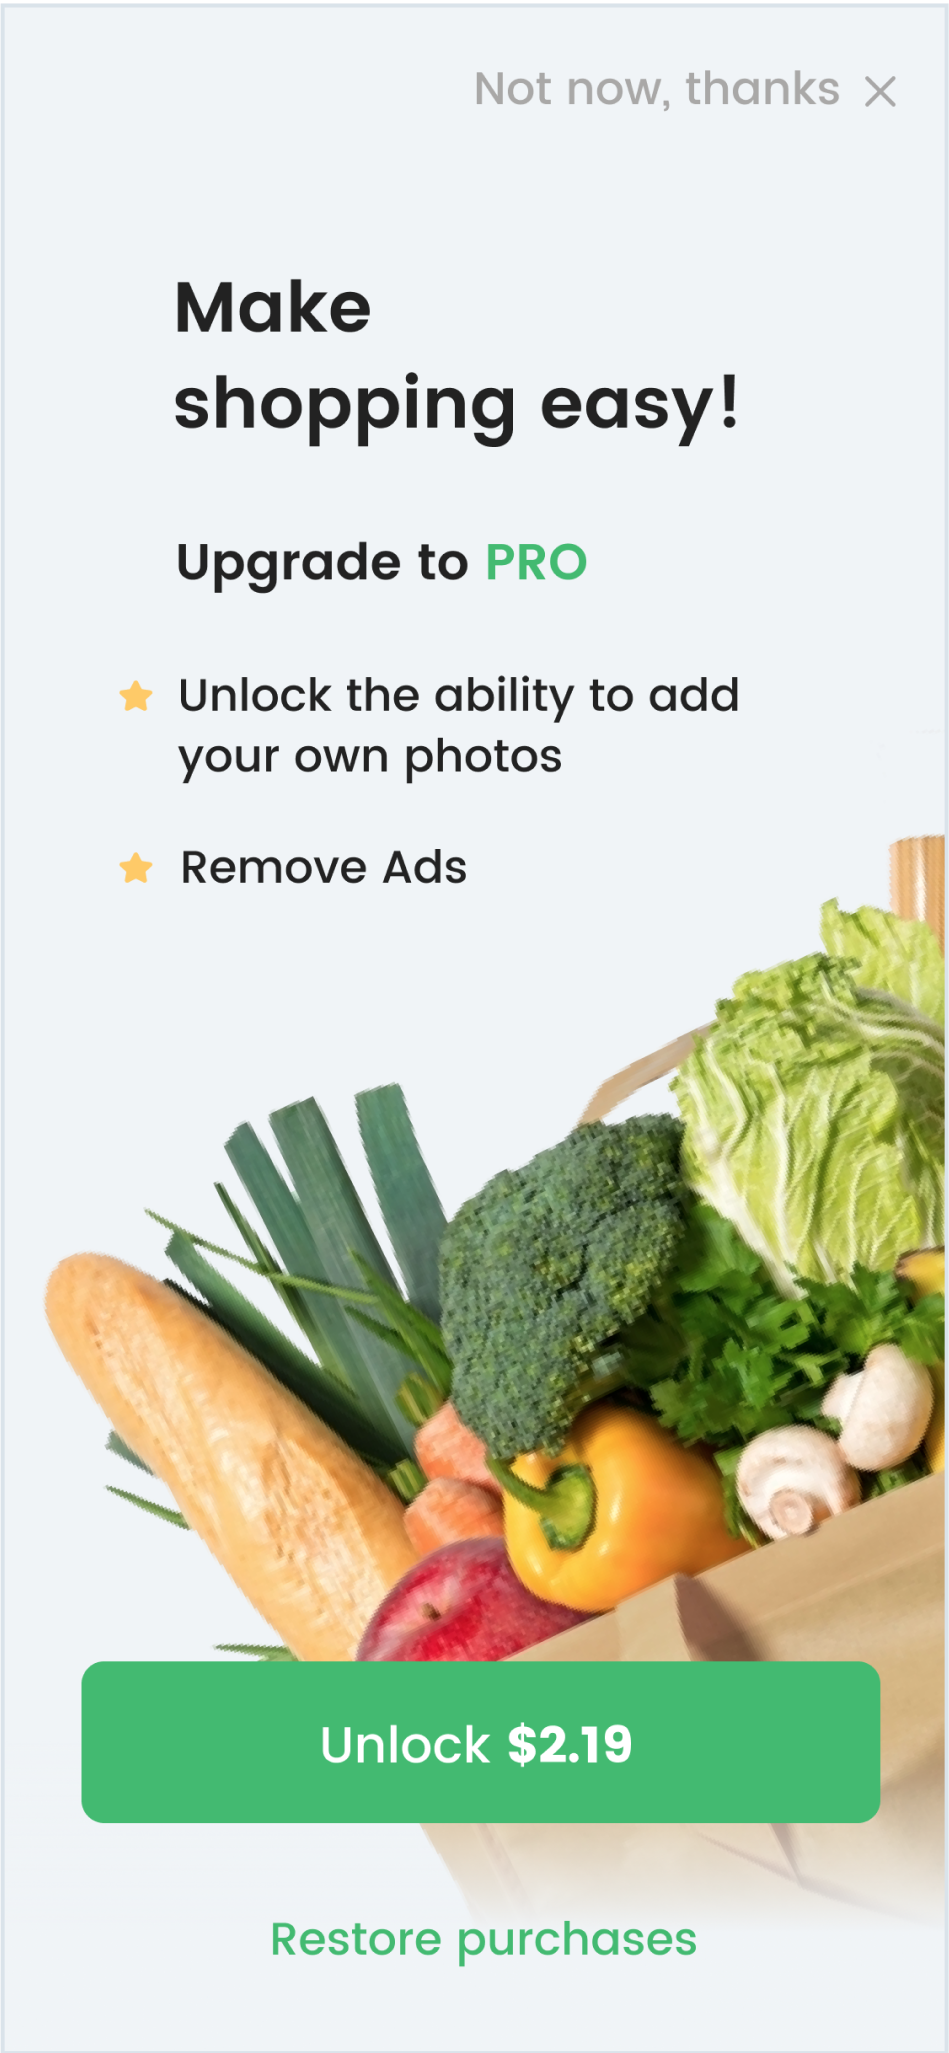 Not now, thanks
Make
shopping easy!
Upgrade to PRO
Unlock the ability to add
your own photos
Remove Ads
Unlock $2.19
Restore purchases